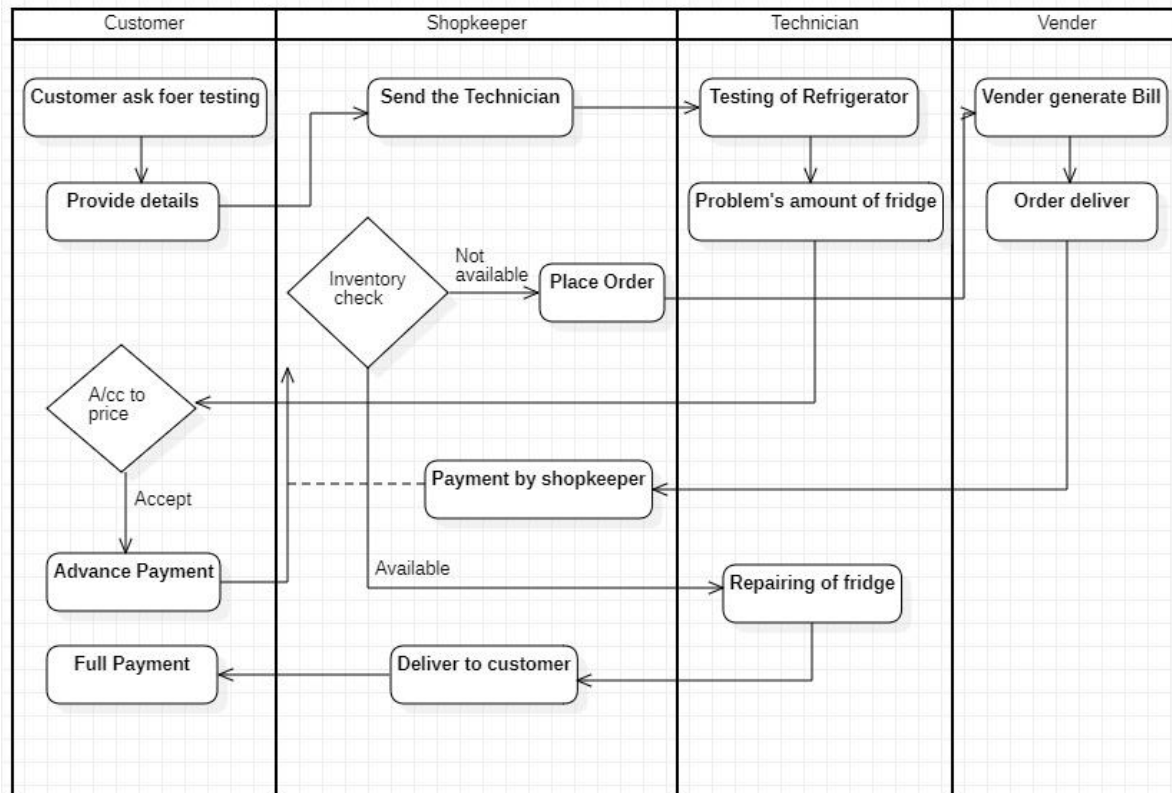 Customer
Shopkeeper
Technician
Vender
Customer ask foer testing
Send the Technician
Testing of Refrigerator
Vender generate Bill
Provide details
Problem's amount of fridge
Order deliver
Inventory
check
Not
available
Place Order
A/cc to
price
Accept
Payment by shopkeeper
Advance Payment
Available
Repairing of fridge
Full Payment
Deliver to customer